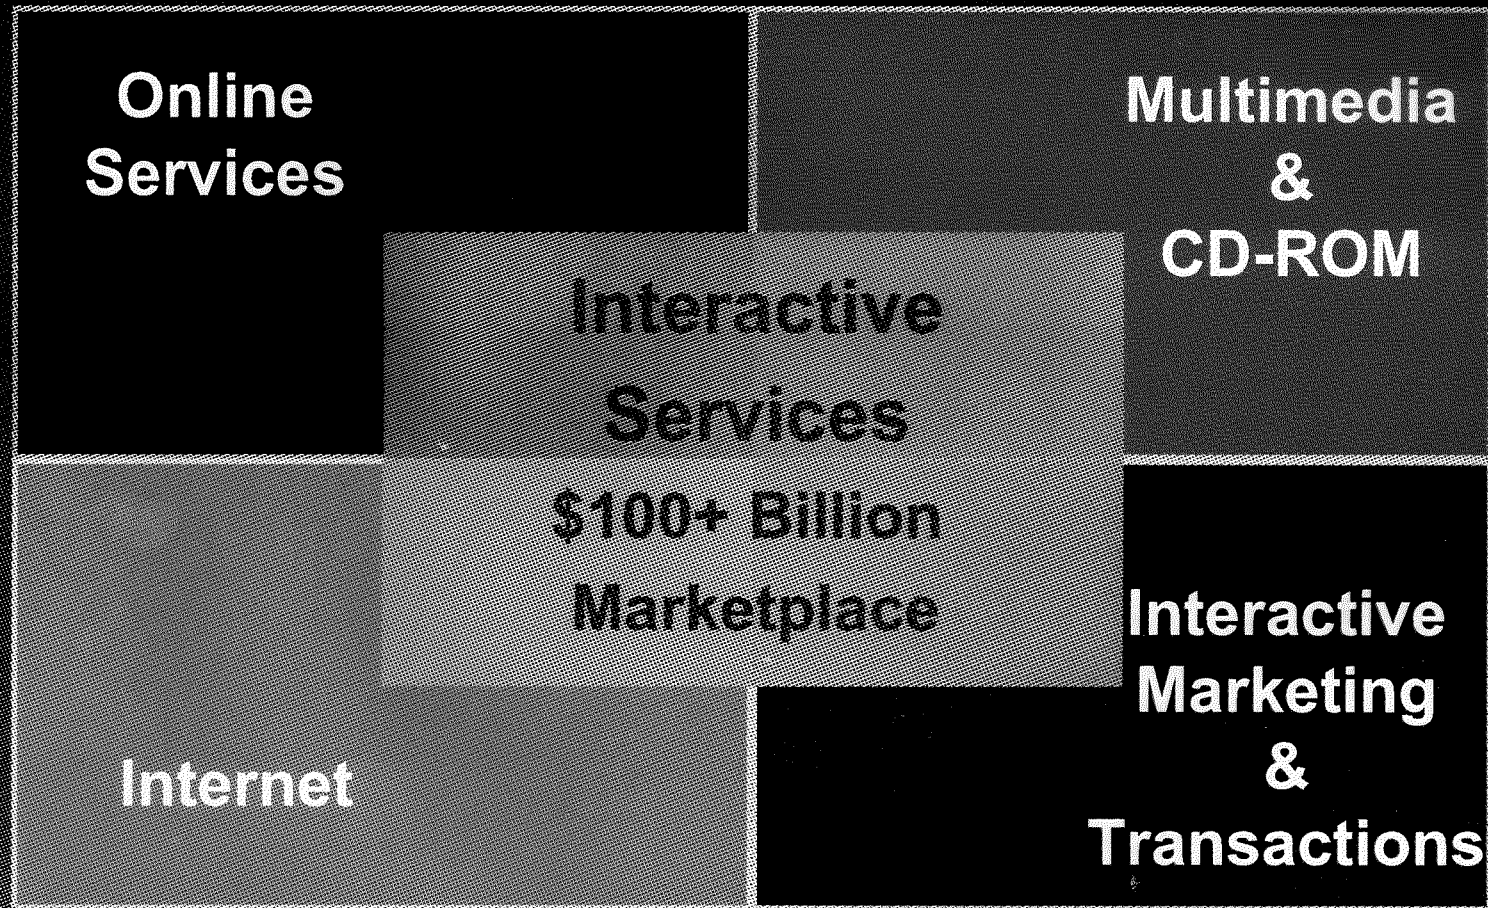 Online
Services
Multimedia
&
CD-ROM
Interactive
Services
$100+ Billion
Marketplace
Internet
Interactive
Marketing
&
Transactions